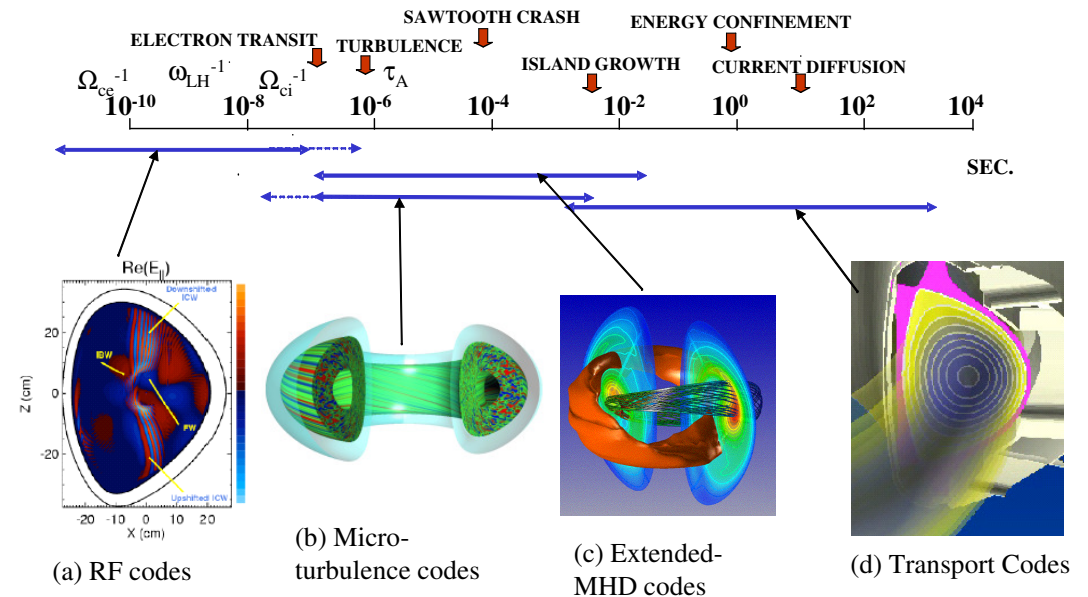 SAWTOOTH CRASH
ENERGY CONFINEMENT
ELECTRON TRANSIT
TURBULENCE
ISLAND GROWTH
CURRENT DIFFUSION
Ω_ce^-1 ω_LH^-1 Ω_ci^-1 τ_A
10^-10 10^-8 10^-6 10^-4 10^-2 10^0 10^2 10^4
SEC.
Re(E_||)
Downshifted
ICW
IBW
FW
Upshifted ICW
Z (cm)
20
0
-20
-20 -10 0 10 20
X (cm)
(a) RF codes
(b) Micro-
turbulence codes
(c) Extended-
MHD codes
(d) Transport Codes